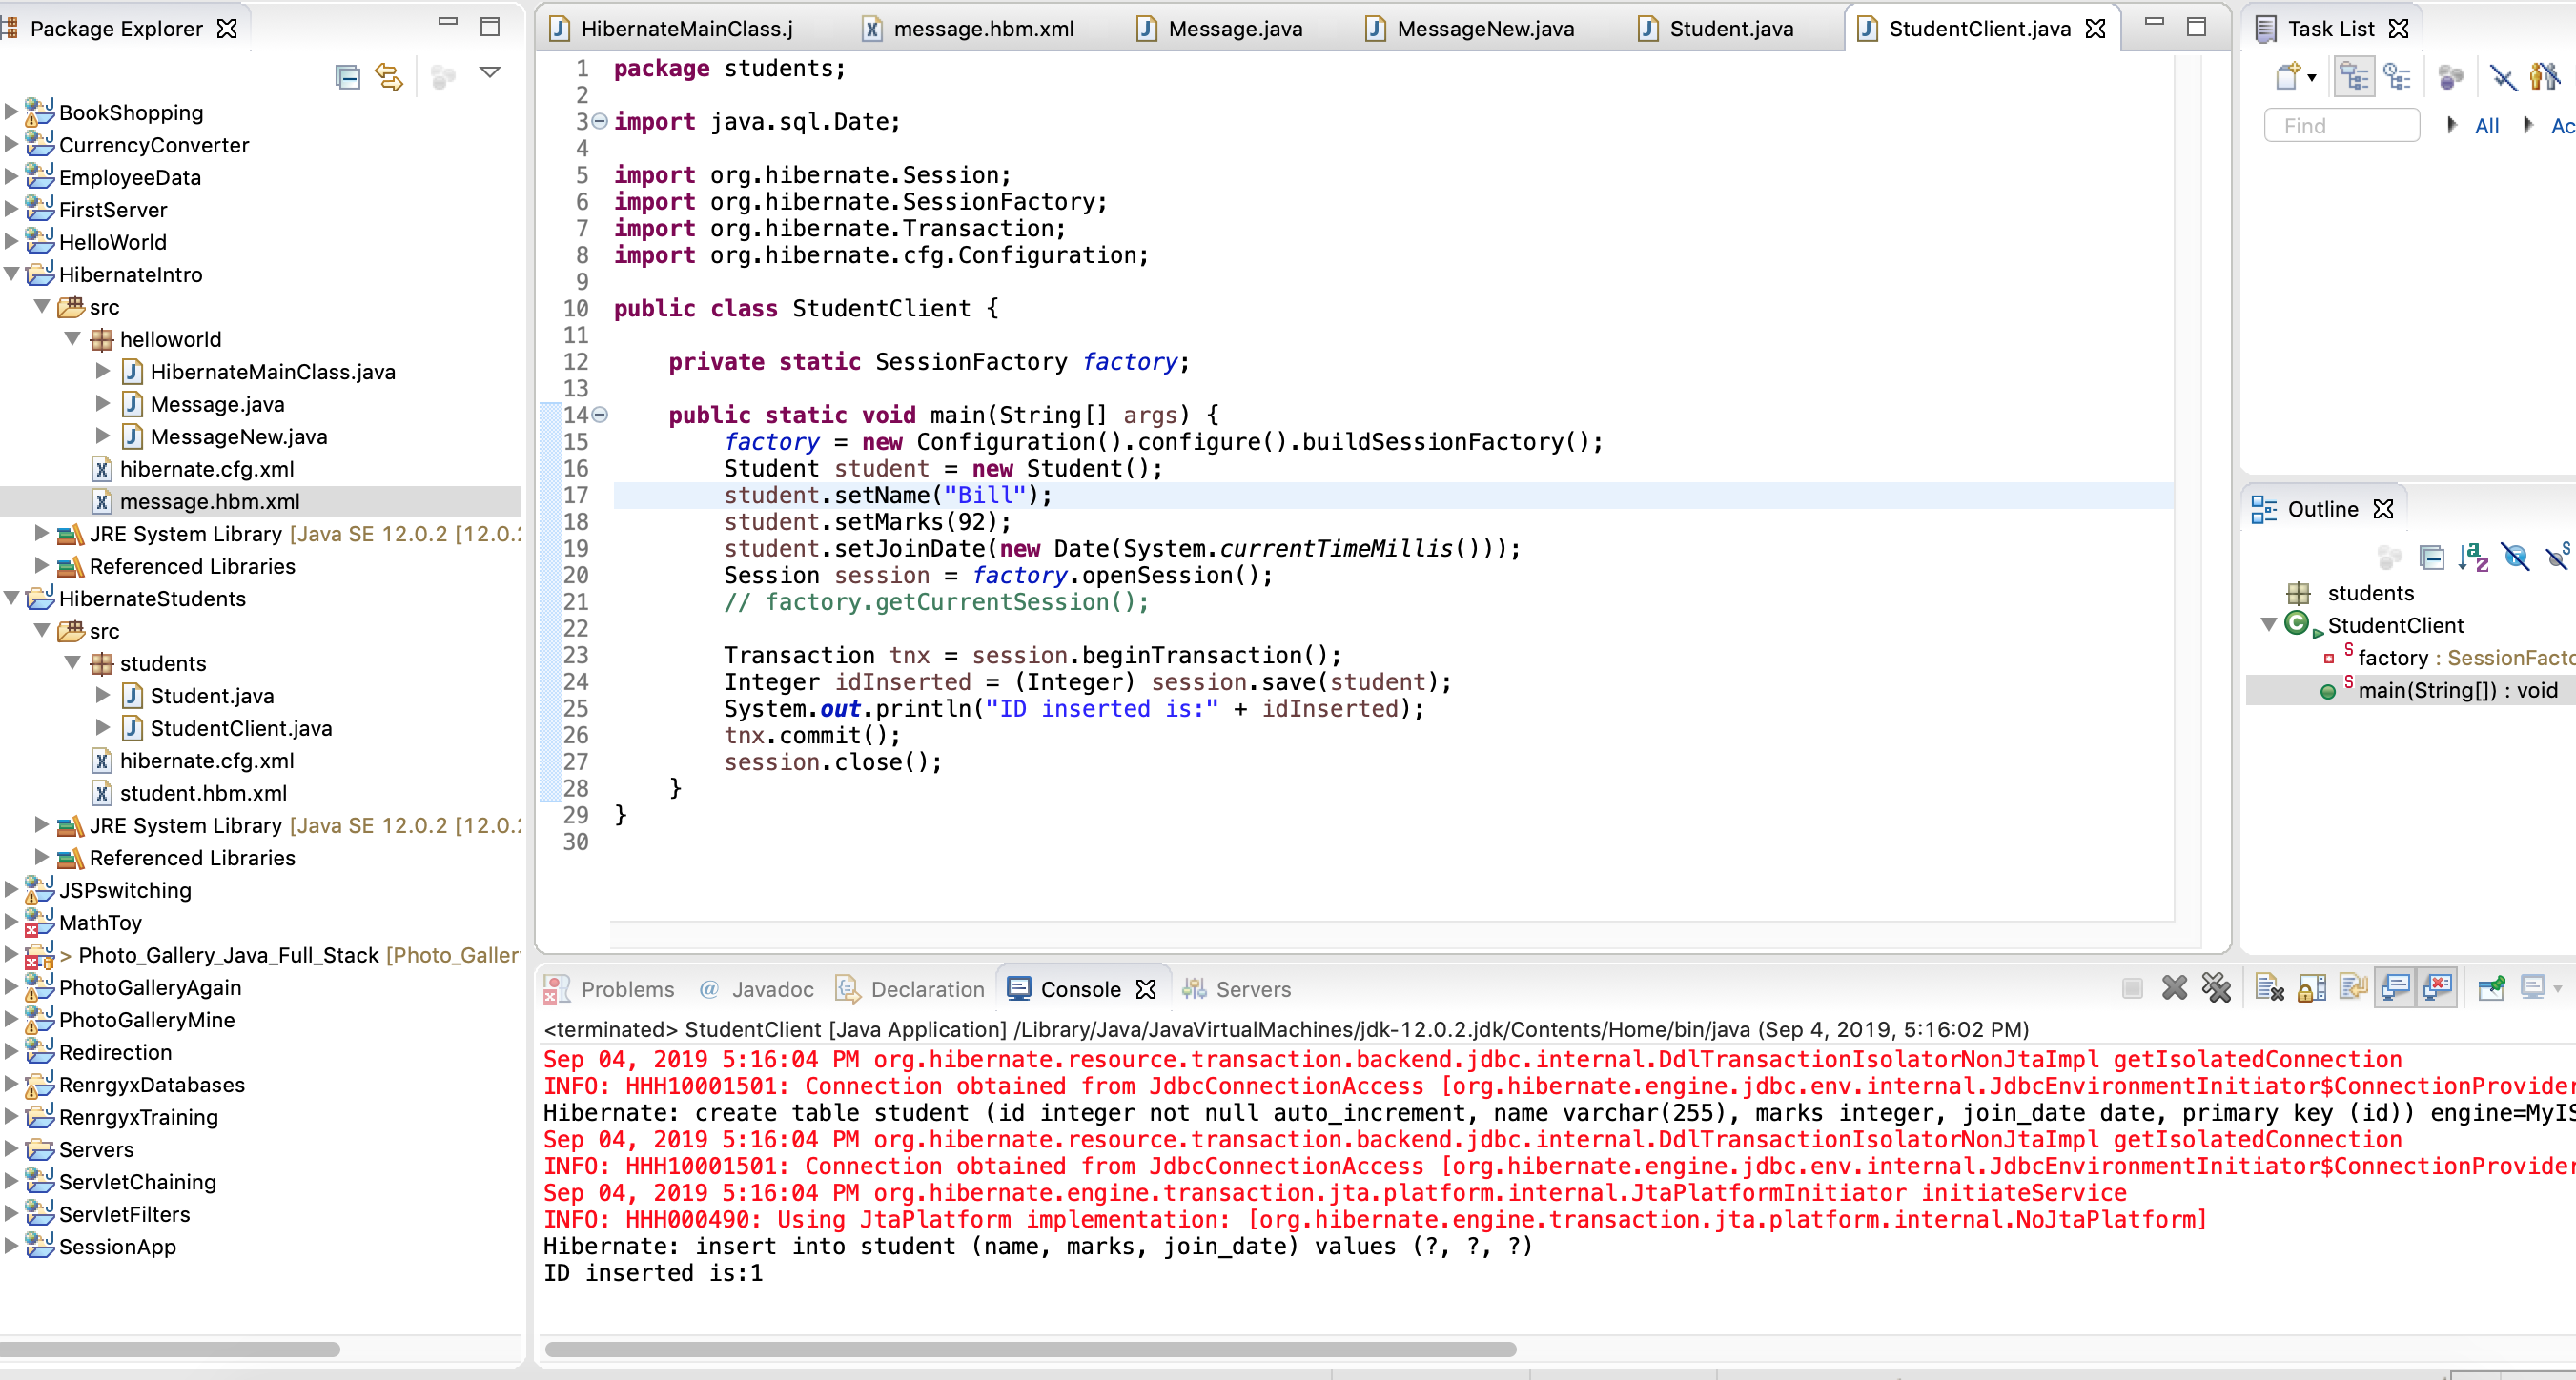 Package Explorer
BookShopping
CurrencyConverter
EmployeeData
FirstServer
HelloWorld
HibernateIntro
src
helloworld
HibernateMainClass.java
Message.java
MessageNew.java
hibernate.cfg.xml
message.hbm.xml
JRE System Library [Java SE 12.0.2 [12.0.
Referenced Libraries
HibernateStudents
src
students
Student.java
StudentClient.java
hibernate.cfg.xml
student.hbm.xml
JRE System Library [Java SE 12.0.2 [12.0.
Referenced Libraries
JSPswitching
MathToy
> Photo_Gallery_Java_Full_Stack [Photo_Galler
PhotoGalleryAgain
PhotoGalleryMine
Redirection
RenrgyxDatabases
RenrgyxTraining
Servers
ServletChaining
ServletFilters
SessionApp
HibernateMainClass.j message.hbm.xml Message.java MessageNew.java Student.java StudentClient.java
1 package students;
2
3 import java.sql.Date;
4
5 import org.hibernate.Session;
6 import org.hibernate.SessionFactory;
7 import org.hibernate.Transaction;
8 import org.hibernate.cfg.Configuration;
9
10 public class StudentClient {
11
12 private static SessionFactory factory;
13
14 public static void main(String[] args) {
15 factory = new Configuration().configure().buildSessionFactory();
16 Student student = new Student();
17 student.setName("Bill");
18 student.setMarks(92);
19 student.setJoinDate(new Date(System.currentTimeMillis()));
20 Session session = factory.openSession();
21 // factory.getCurrentSession();
22
23 Transaction tnx = session.beginTransaction();
24 Integer idInserted = (Integer) session.save(student);
25 System.out.println("ID inserted is:" + idInserted);
26 tnx.commit();
27 session.close();
28 }
29 }
30
Problems @ Javadoc Declaration Console Servers
<terminated> StudentClient [Java Application] /Library/Java/JavaVirtualMachines/jdk-12.0.2.jdk/Contents/Home/bin/java (Sep 4, 2019, 5:16:02 PM)
Sep 04, 2019 5:16:04 PM org.hibernate.resource.transaction.backend.jdbc.internal.DdlTransactionIsolatorNonJtaImpl getIsolatedConnection
INFO: HHH10001501: Connection obtained from JdbcConnectionAccess [org.hibernate.engine.jdbc.env.internal.JdbcEnvironmentInitiator$ConnectionProvider
Hibernate: create table student (id integer not null auto_increment, name varchar(255), marks integer, join_date date, primary key (id)) engine=MyIS
Sep 04, 2019 5:16:04 PM org.hibernate.resource.transaction.backend.jdbc.internal.DdlTransactionIsolatorNonJtaImpl getIsolatedConnection
INFO: HHH10001501: Connection obtained from JdbcConnectionAccess [org.hibernate.engine.jdbc.env.internal.JdbcEnvironmentInitiator$ConnectionProvider
Sep 04, 2019 5:16:04 PM org.hibernate.engine.transaction.jta.platform.internal.JtaPlatformInitiator initiateService
INFO: HHH000490: Using JtaPlatform implementation: [org.hibernate.engine.transaction.jta.platform.internal.NoJtaPlatform]
Hibernate: insert into student (name, marks, join_date) values (?, ?, ?)
ID inserted is:1
Task List
Find All Ac
Outline
students
StudentClient
factory : SessionFacto
main(String[]) : void